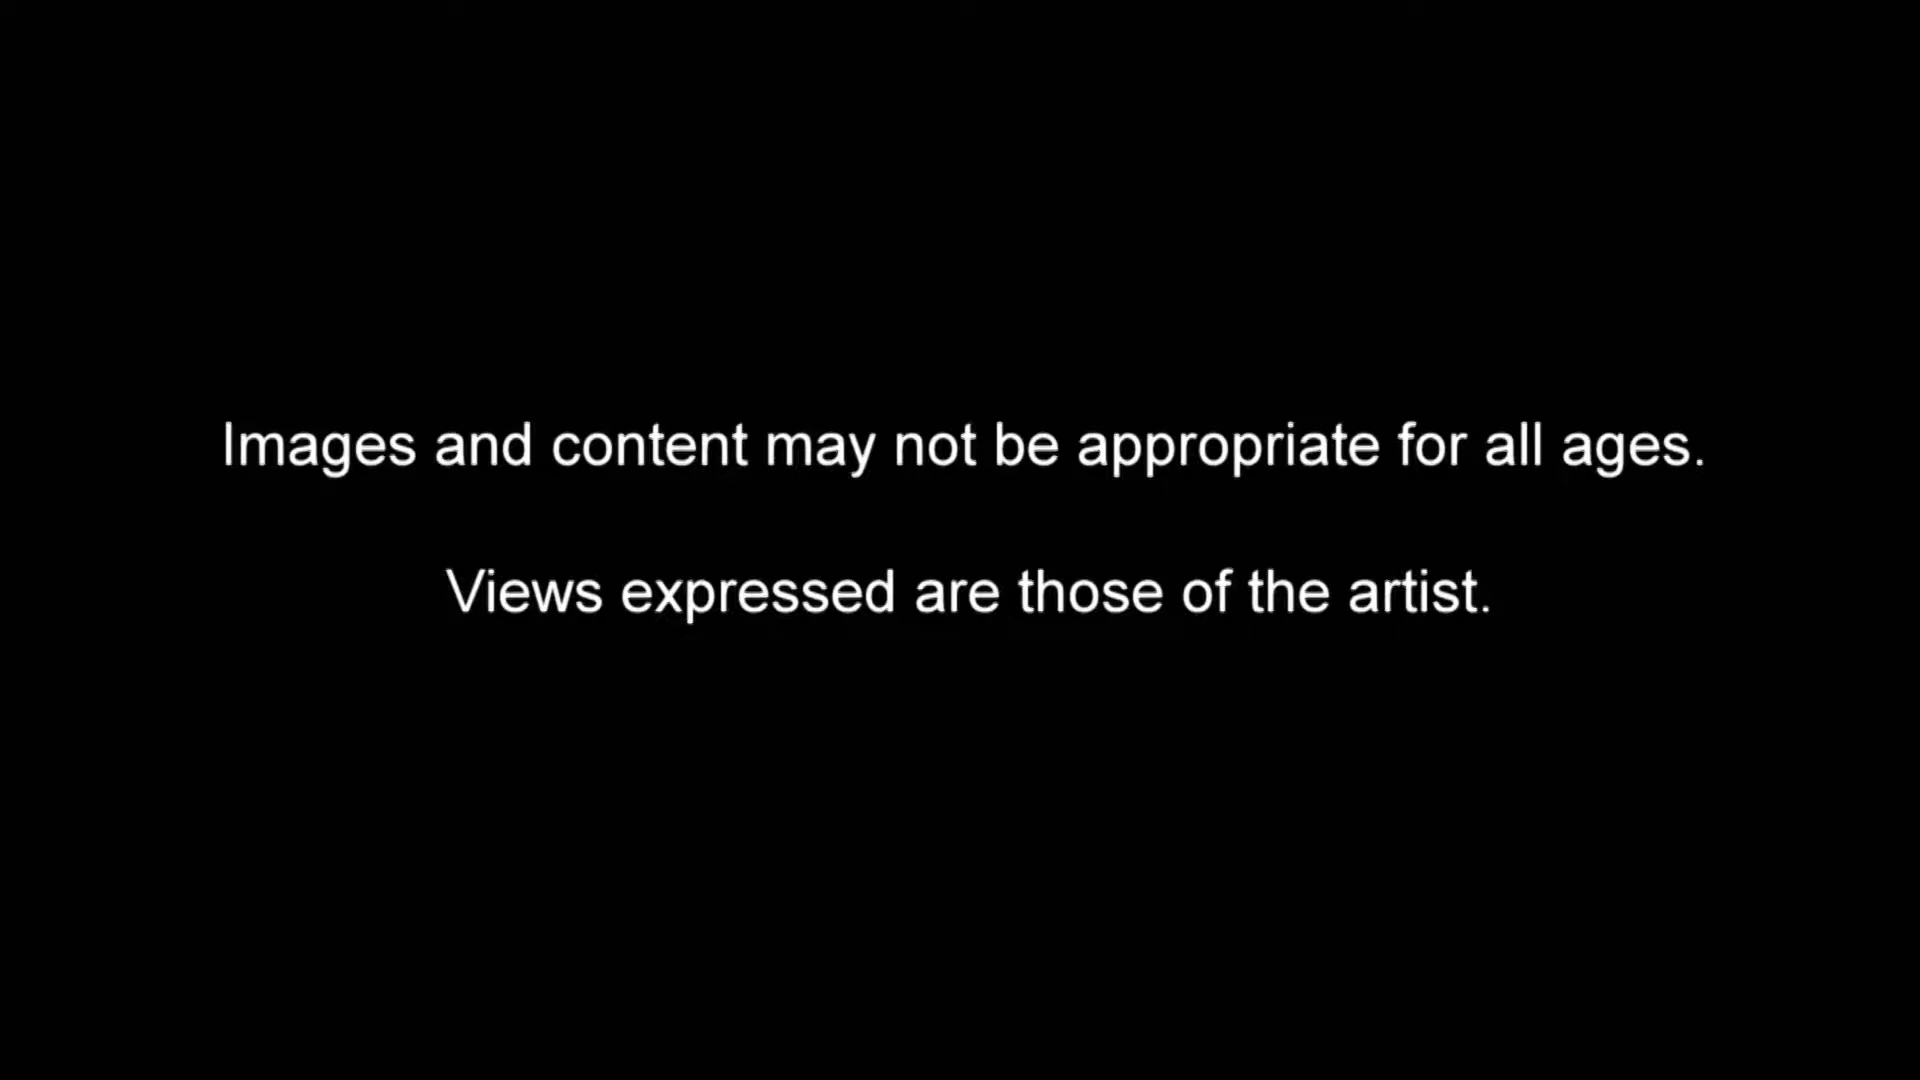 Images and content may not be appropriate for all ages.
Views expressed are those of the artist.